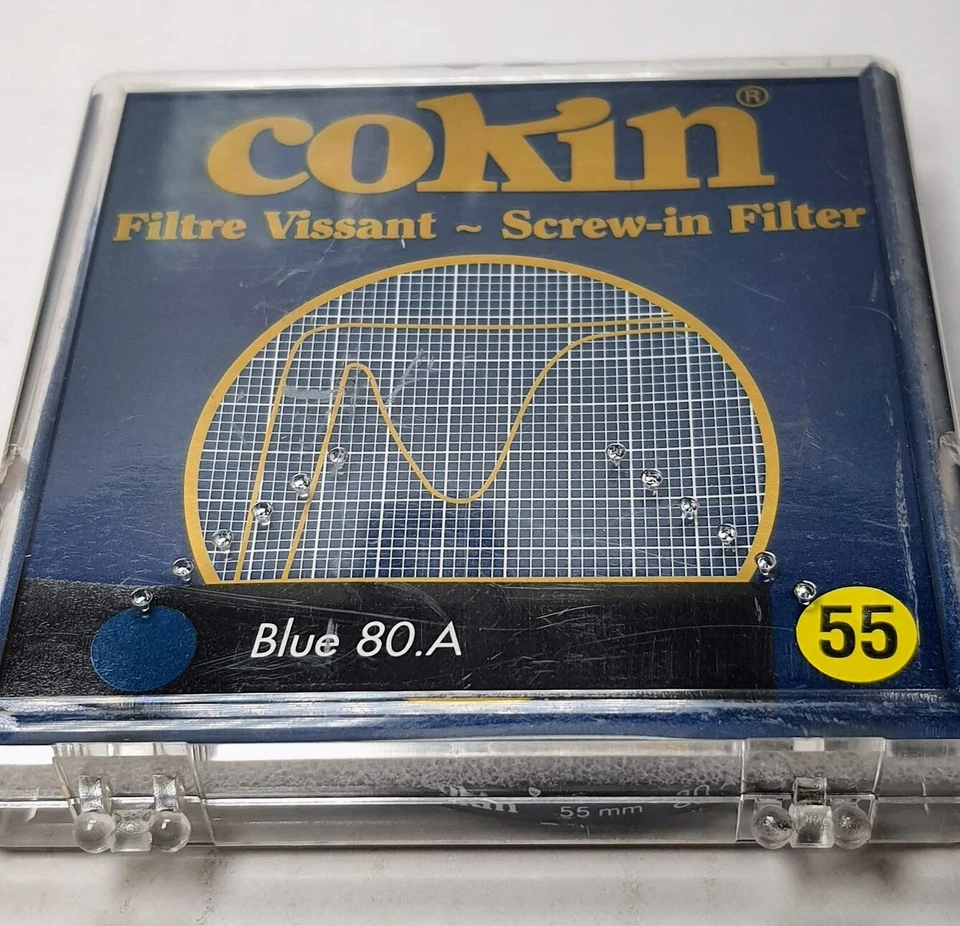 cokin®
Filtre Vissant ~ Screw-in Filter
Blue 80.A
55
55 mm